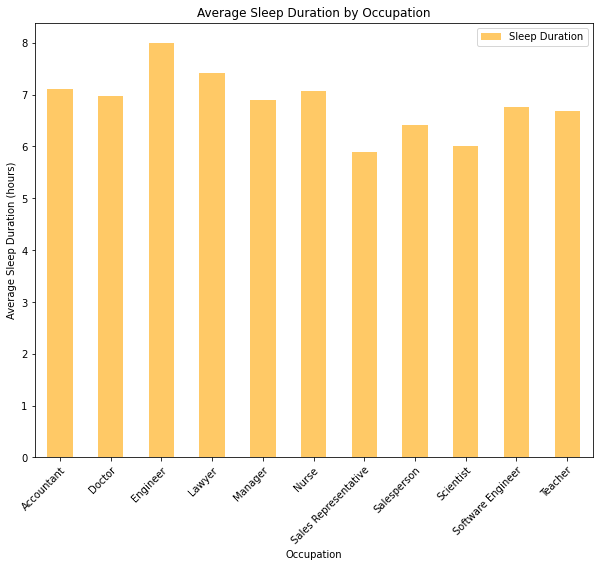 Average Sleep Duration by Occupation
Sleep Duration
Average Sleep Duration (hours)
8
7
6
5
4
3
2
1
0
Accountant
Doctor
Engineer
Lawyer
Manager
Nurse
Sales Representative
Salesperson
Scientist
Software Engineer
Teacher
Occupation